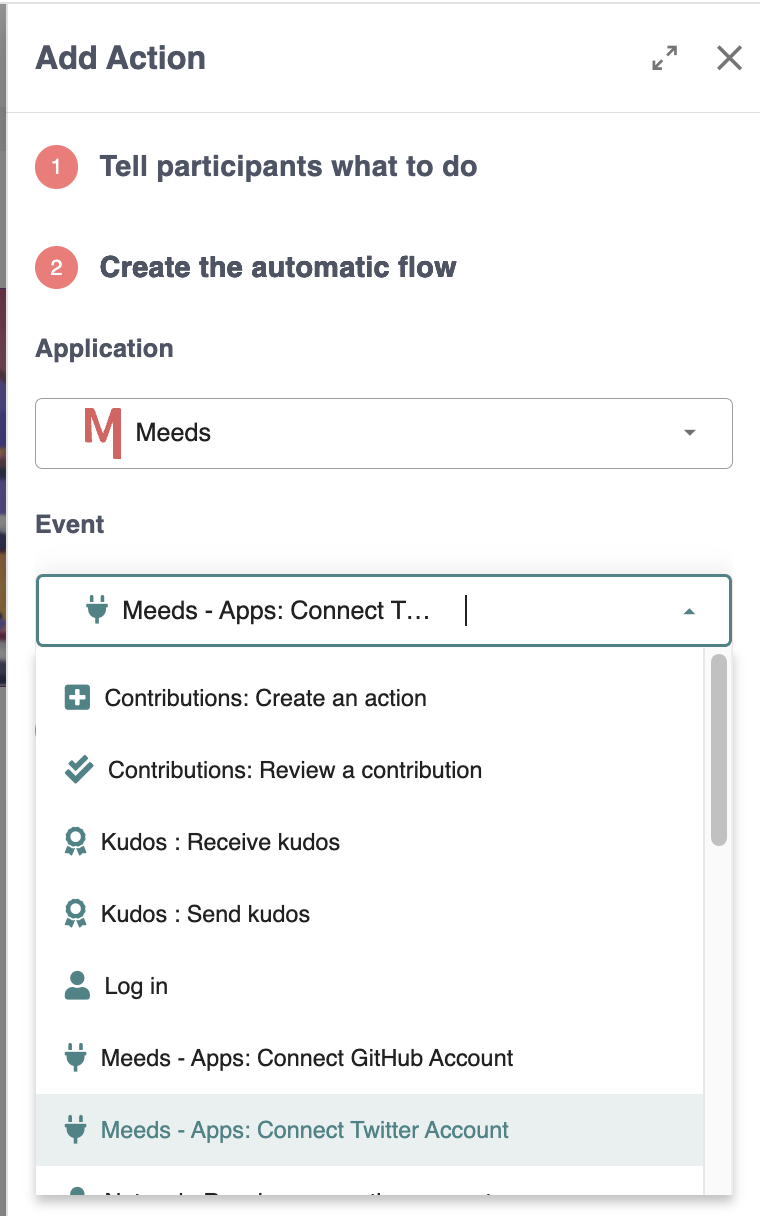 Add Action
1 Tell participants what to do
2 Create the automatic flow
Application
Meeds
Event
Meeds - Apps: Connect T...
Contributions: Create an action
Contributions: Review a contribution
Kudos : Receive kudos
Kudos : Send kudos
Log in
Meeds - Apps: Connect GitHub Account
Meeds - Apps: Connect Twitter Account